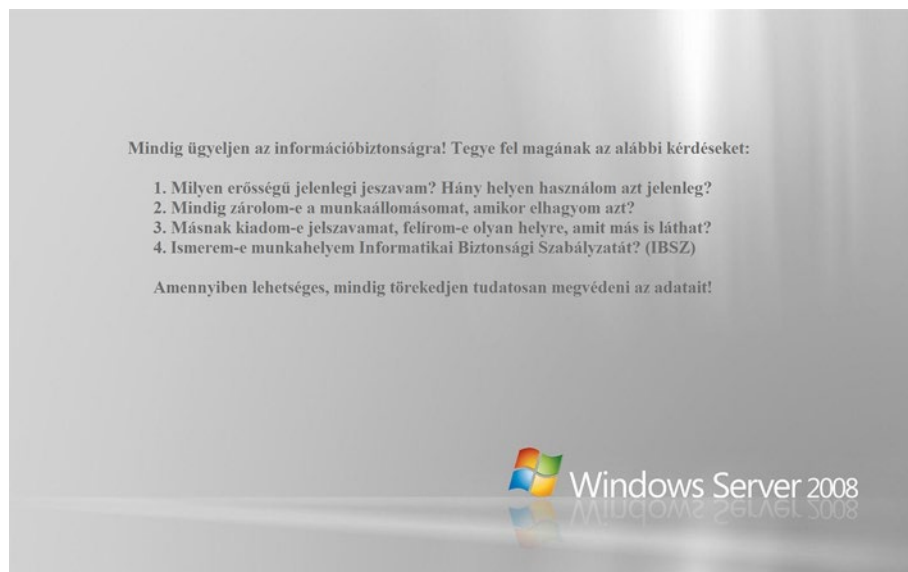 Mindig ügyeljen az információbiztonságra! Tegye fel magának az alábbi kérdéseket:
1. Milyen erősségű jelenlegi jeszavam? Hány helyen használom azt jelenleg?
2. Mindig zárolom-e a munkaállomásomat, amikor elhagyom azt?
3. Másnak kiadom-e jelszavamat, felírom-e olyan helyre, amit más is láthat?
4. Ismerem-e munkahelyem Informatikai Biztonsági Szabályzatát? (IBSZ)
Amennyiben lehetséges, mindig törekedjen tudatosan megvédeni az adatait!
Windows Server 2008